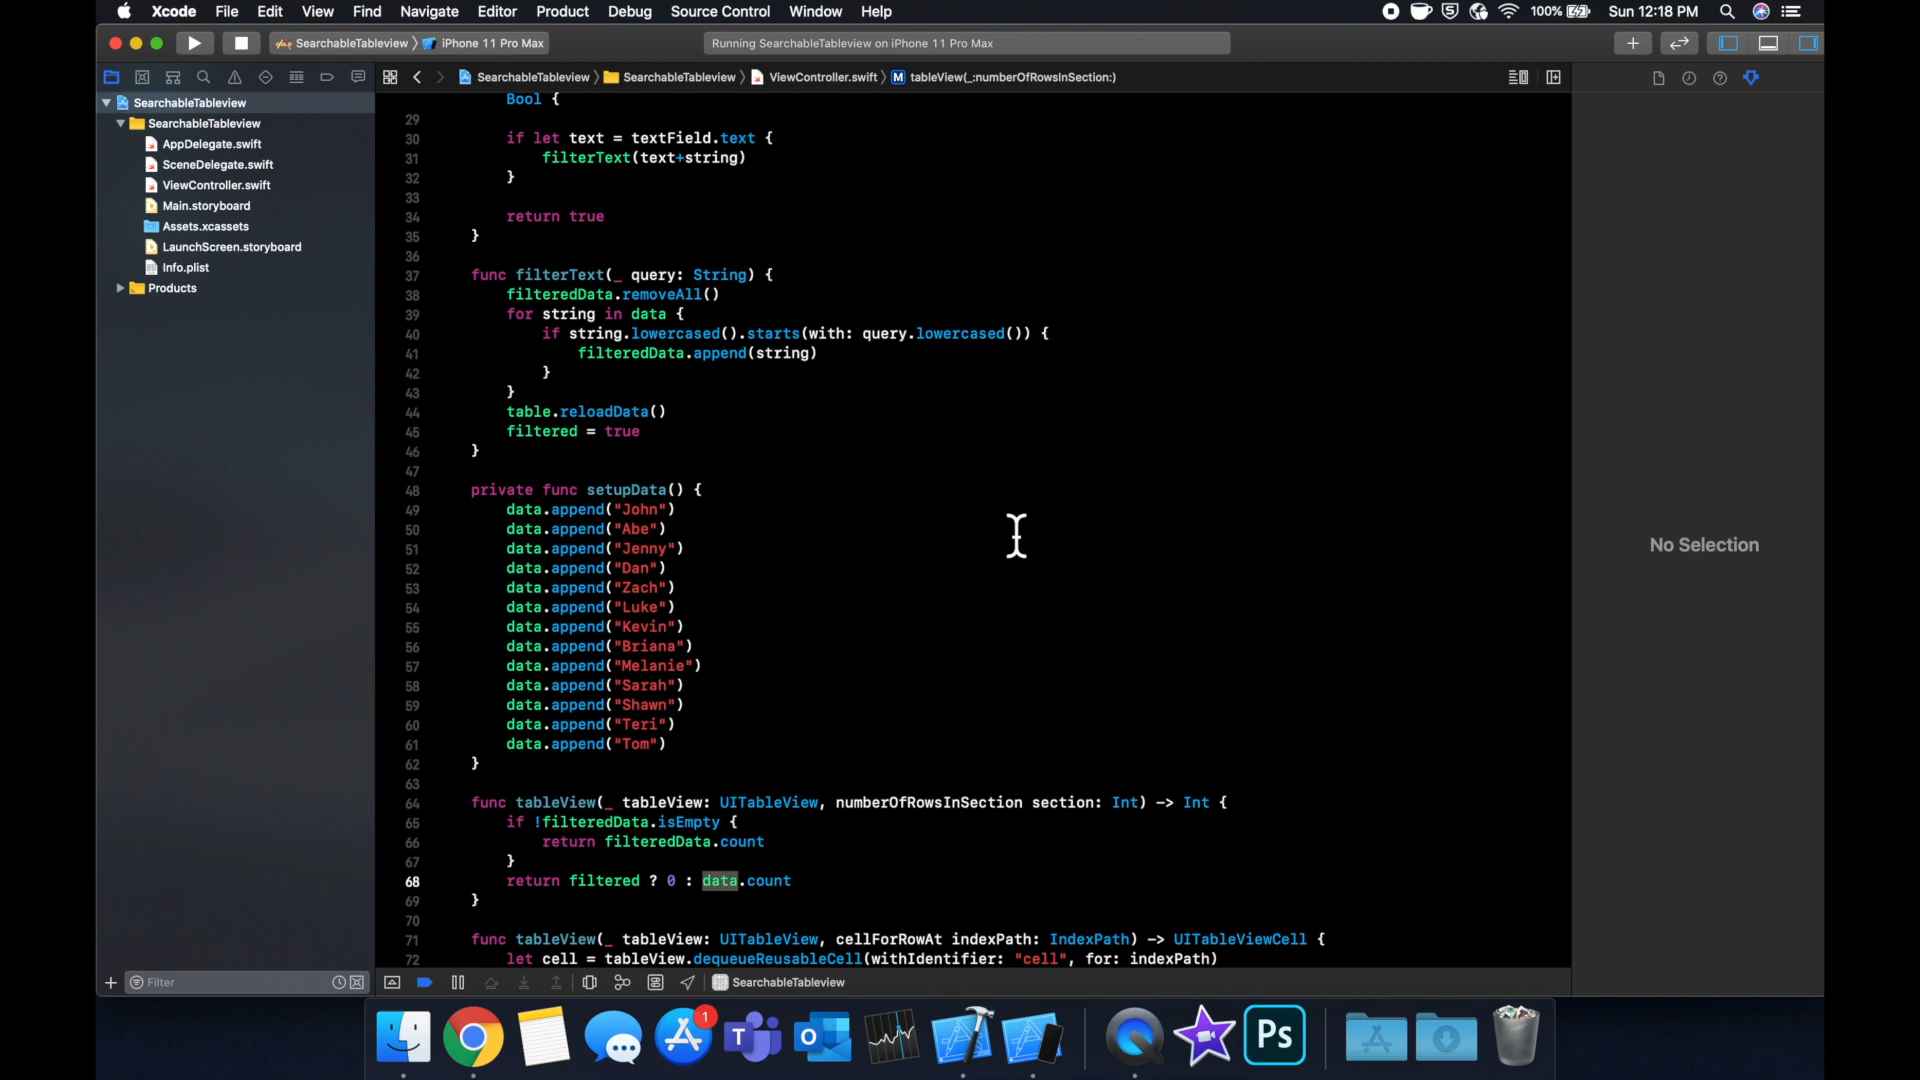 Xcode File Edit View Find Navigate Editor Product Debug Source Control Window Help 100% Sun 12:18 PM
SearchableTableview 〉 iPhone 11 Pro Max Running SearchableTableview on iPhone 11 Pro Max
SearchableTableview 〉 SearchableTableview 〉 ViewController.swift 〉 M tableView(_:numberOfRowsInSection:)
SearchableTableview
SearchableTableview
AppDelegate.swift
SceneDelegate.swift
ViewController.swift
Main.storyboard
Assets.xcassets
LaunchScreen.storyboard
Info.plist
Products
Bool {
29
30 if let text = textField.text {
31 filterText(text+string)
32 }
33
34 return true
35 }
36
37 func filterText(_ query: String) {
38 filteredData.removeAll()
39 for string in data {
40 if string.lowercased().starts(with: query.lowercased()) {
41 filteredData.append(string)
42 }
43 }
44 table.reloadData()
45 filtered = true
46 }
47
48 private func setupData() {
49 data.append("John")
50 data.append("Abe")
51 data.append("Jenny")
52 data.append("Dan")
53 data.append("Zach")
54 data.append("Luke")
55 data.append("Kevin")
56 data.append("Briana")
57 data.append("Melanie")
58 data.append("Sarah")
59 data.append("Shawn")
60 data.append("Teri")
61 data.append("Tom")
62 }
63
64 func tableView(_ tableView: UITableView, numberOfRowsInSection section: Int) -> Int {
65 if !filteredData.isEmpty {
66 return filteredData.count
67 }
68 return filtered ? 0 : data.count
69 }
70
71 func tableView(_ tableView: UITableView, cellForRowAt indexPath: IndexPath) -> UITableViewCell {
72 let cell = tableView.dequeueReusableCell(withIdentifier: "cell", for: indexPath)
No Selection
Filter
SearchableTableview
1
T
O
Ps